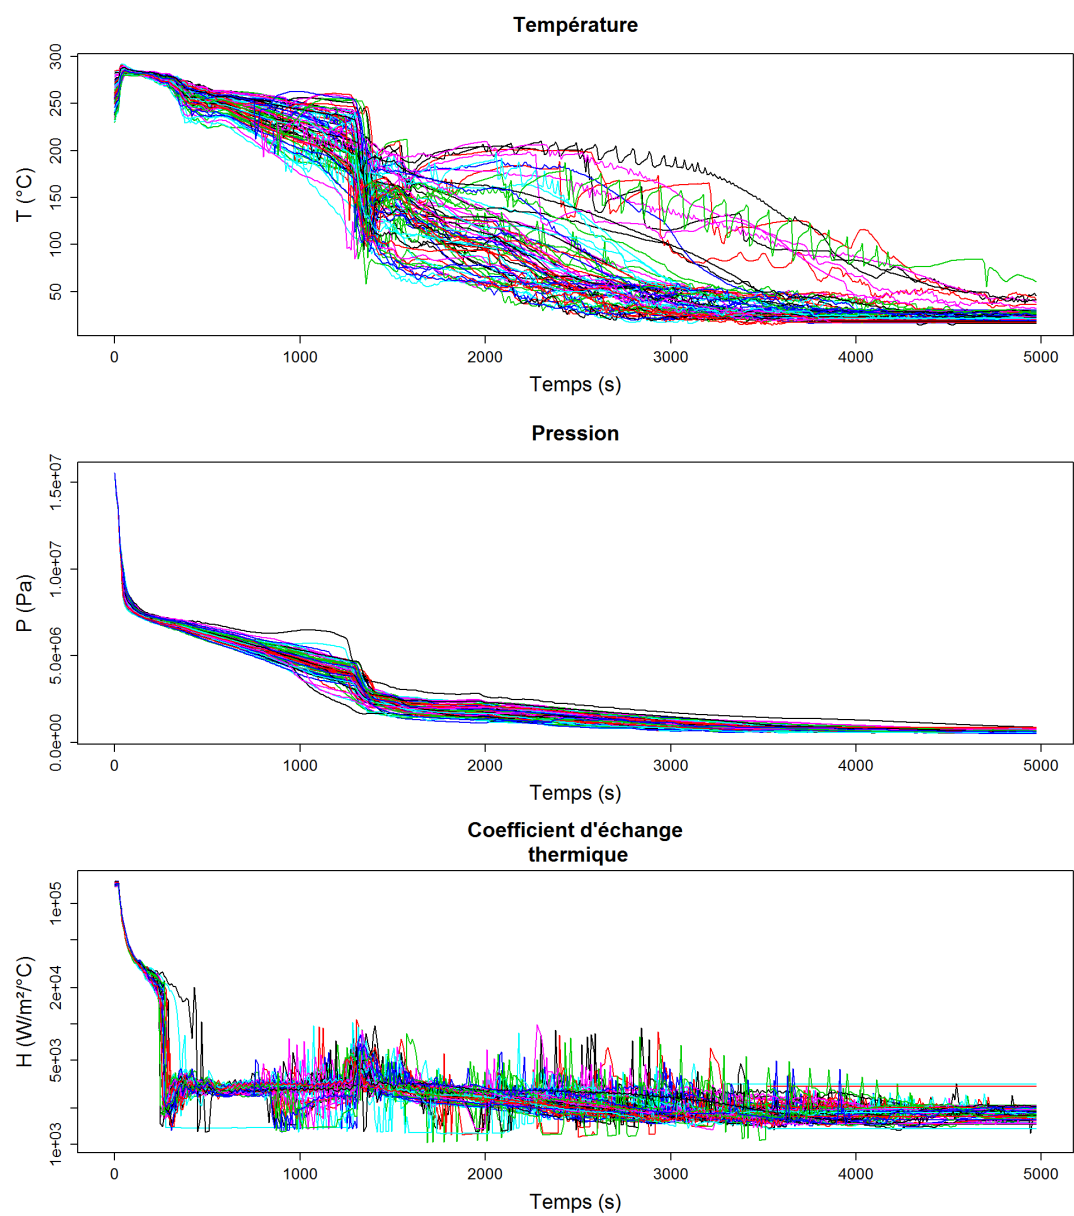 Température
300
250
200
150
100
50
T (°C)
0 1000 2000 3000 4000 5000
Temps (s)
Pression
1.5e+07
1.0e+07
5.0e+06
0.0e+00
P (Pa)
0 1000 2000 3000 4000 5000
Temps (s)
Coefficient d'échange
thermique
1e+05
2e+04
5e+03
1e+03
H (W/m²/°C)
0 1000 2000 3000 4000 5000
Temps (s)